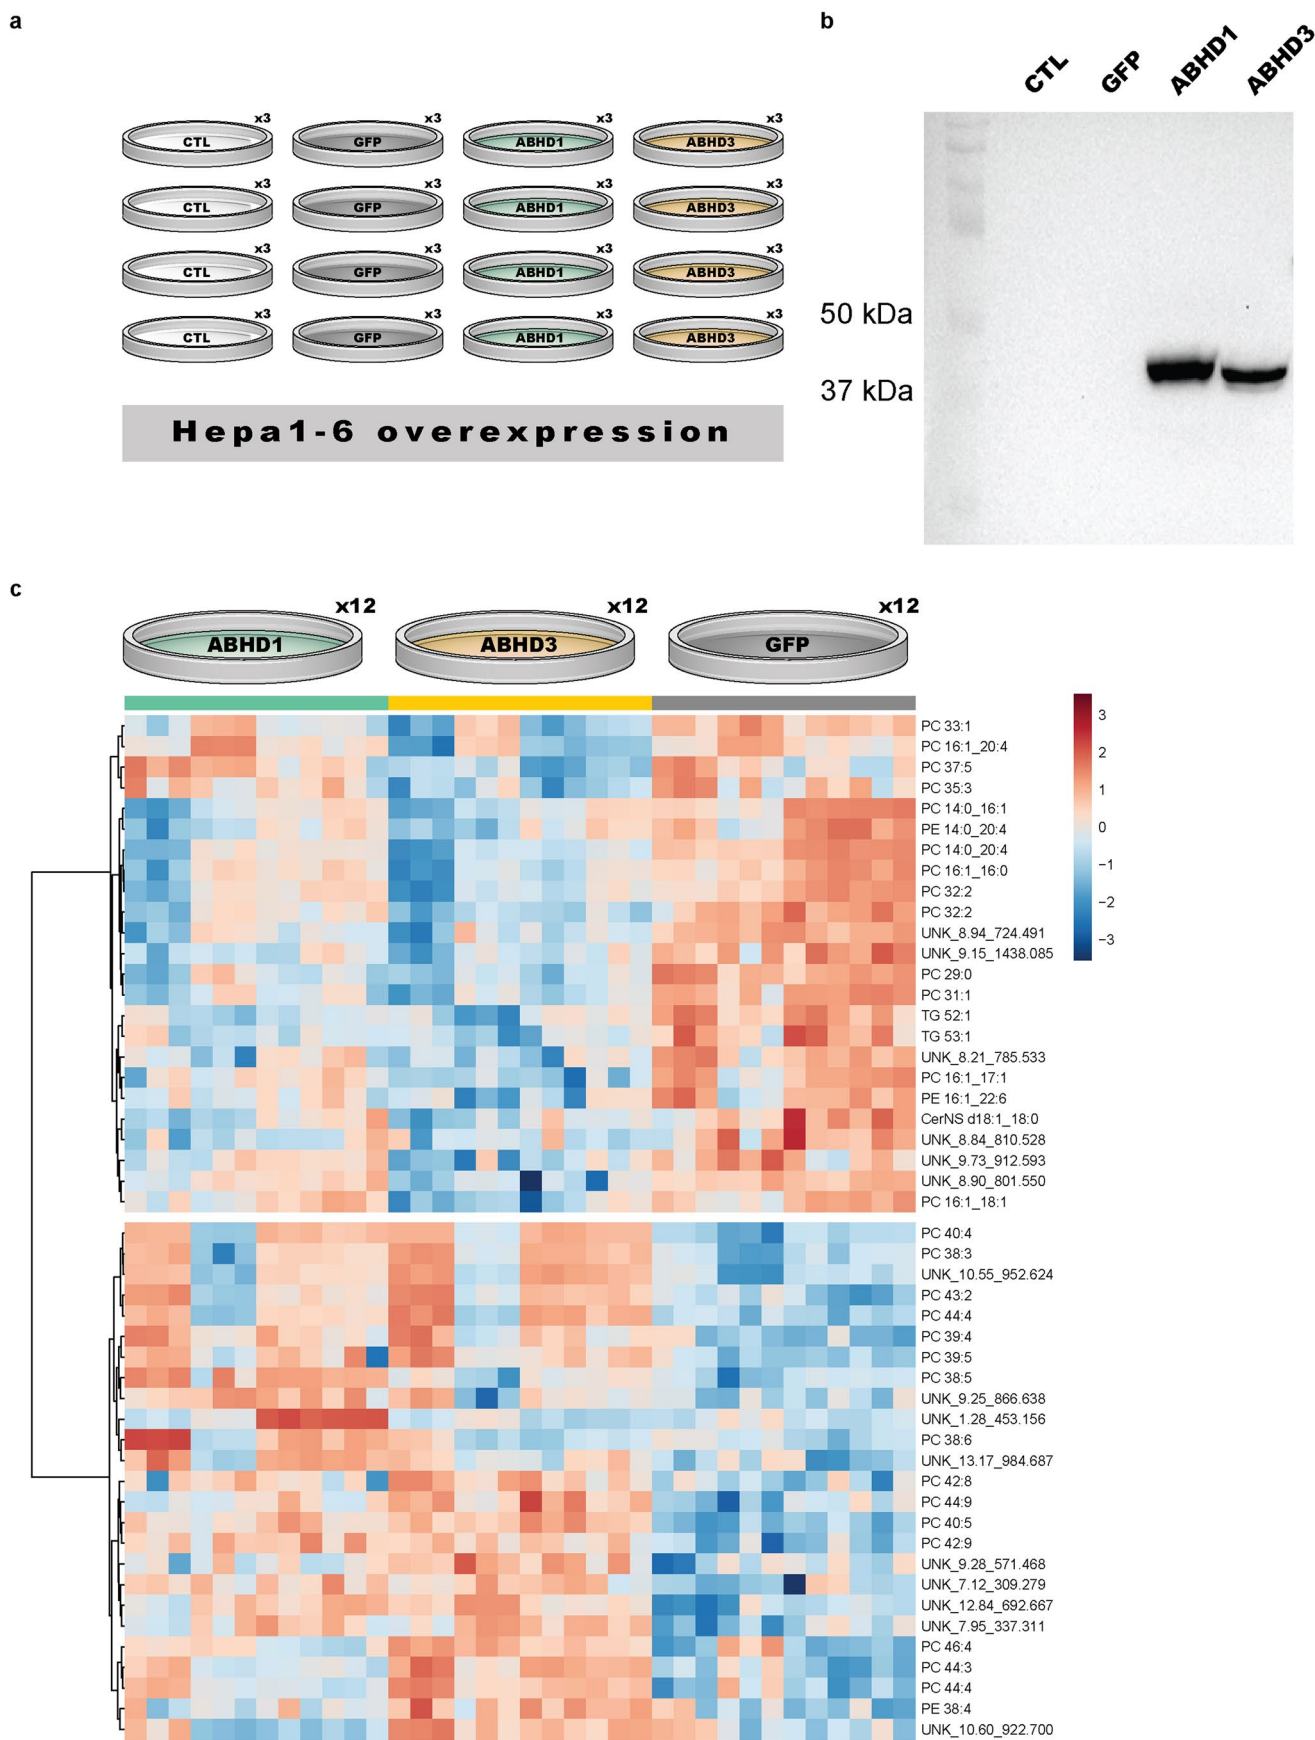 a
x3 x3 x3 x3
CTL GFP ABHD1 ABHD3
x3 x3 x3 x3
CTL GFP ABHD1 ABHD3
x3 x3 x3 x3
CTL GFP ABHD1 ABHD3
x3 x3 x3 x3
CTL GFP ABHD1 ABHD3
Hepa1-6 overexpression
b
CTL GFP ABHD1 ABHD3
50 kDa
37 kDa
c
x12 x12 x12
ABHD1 ABHD3 GFP
PC 33:1
PC 16:1_20:4
PC 37:5
PC 35:3
PC 14:0_16:1
PE 14:0_20:4
PC 14:0_20:4
PC 16:1_16:0
PC 32:2
PC 32:2
UNK_8.94_724.491
UNK_9.15_1438.085
PC 29:0
PC 31:1
TG 52:1
TG 53:1
UNK_8.21_785.533
PC 16:1_17:1
PE 16:1_22:6
CerNS d18:1_18:0
UNK_8.84_810.528
UNK_9.73_912.593
UNK_8.90_801.550
PC 16:1_18:1
PC 40:4
PC 38:3
UNK_10.55_952.624
PC 43:2
PC 44:4
PC 39:4
PC 39:5
PC 38:5
UNK_9.25_866.638
UNK_1.28_453.156
PC 38:6
UNK_13.17_984.687
PC 42:8
PC 44:9
PC 40:5
PC 42:9
UNK_9.28_571.468
UNK_7.12_309.279
UNK_12.84_692.667
UNK_7.95_337.311
PC 46:4
PC 44:3
PC 44:4
PE 38:4
UNK_10.60_922.700
3
2
1
0
−1
−2
−3